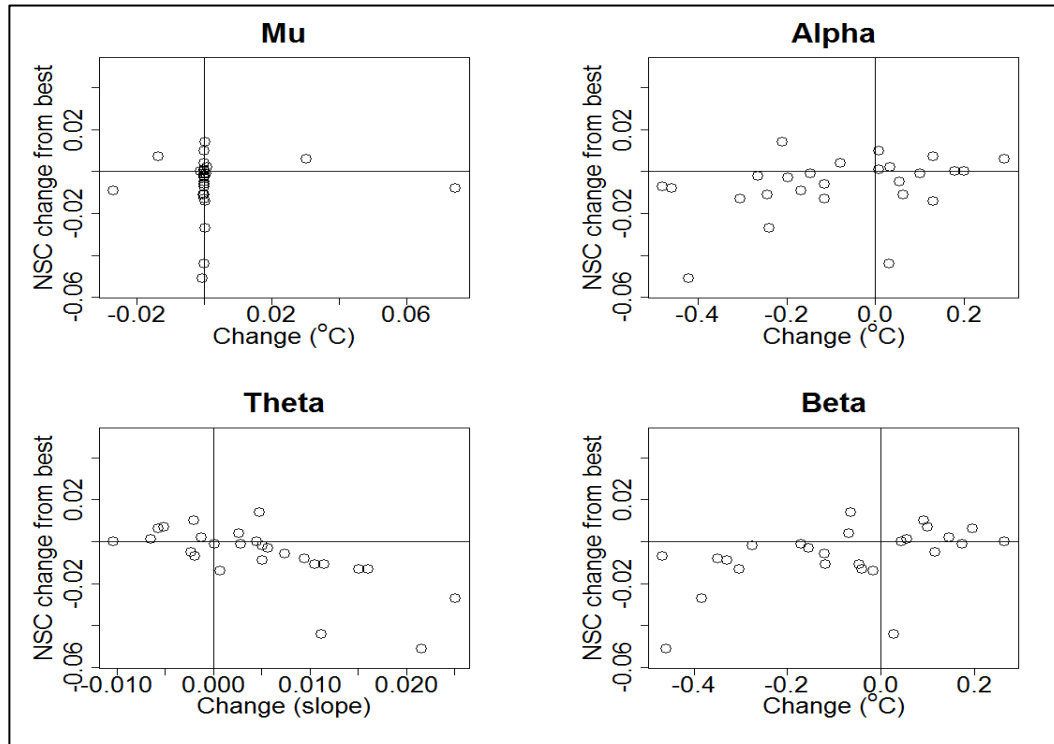 Mu
NSC change from best
0.02
-0.02
-0.06
-0.02
0.02
0.06
Change (°C)
Alpha
NSC change from best
0.02
-0.02
-0.06
-0.4
-0.2
0.0
0.2
Change (°C)
Theta
NSC change from best
0.02
-0.02
-0.06
-0.010
0.000
0.010
0.020
Change (slope)
Beta
NSC change from best
0.02
-0.02
-0.06
-0.4
-0.2
0.0
0.2
Change (°C)